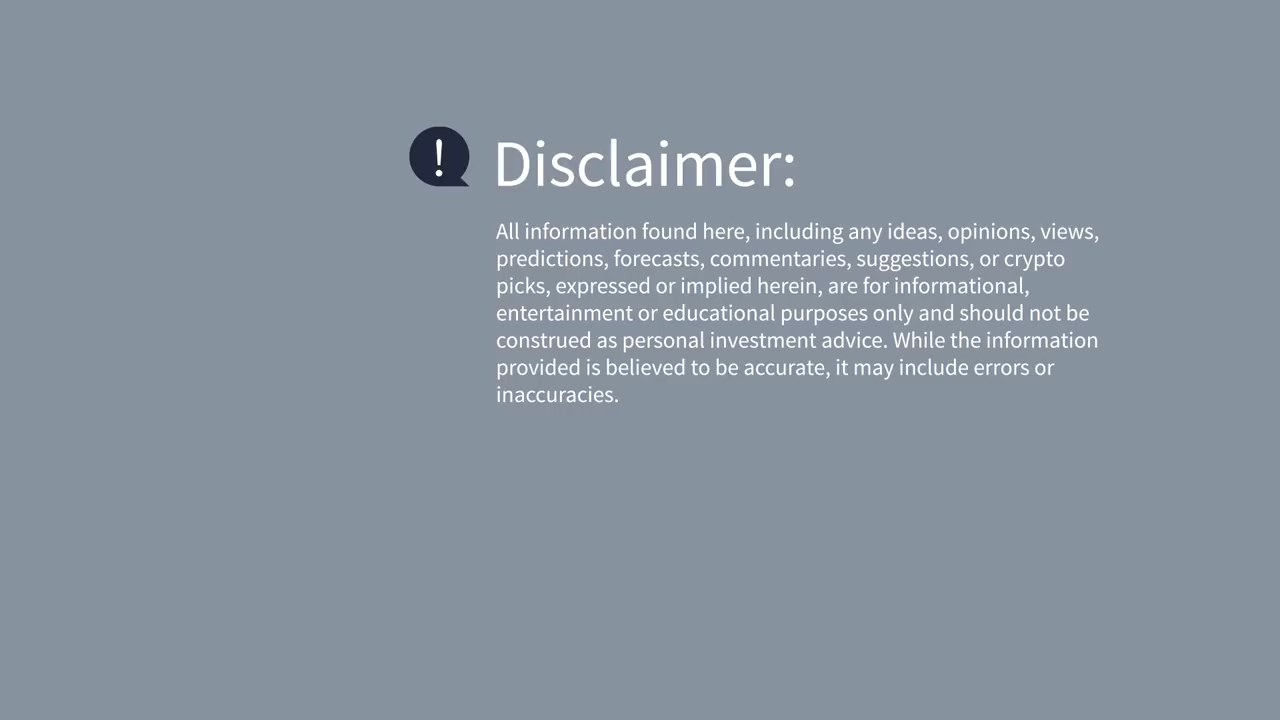 !
Disclaimer:
All information found here, including any ideas, opinions, views,
predictions, forecasts, commentaries, suggestions, or crypto
picks, expressed or implied herein, are for informational,
entertainment or educational purposes only and should not be
construed as personal investment advice. While the information
provided is believed to be accurate, it may include errors or
inaccuracies.